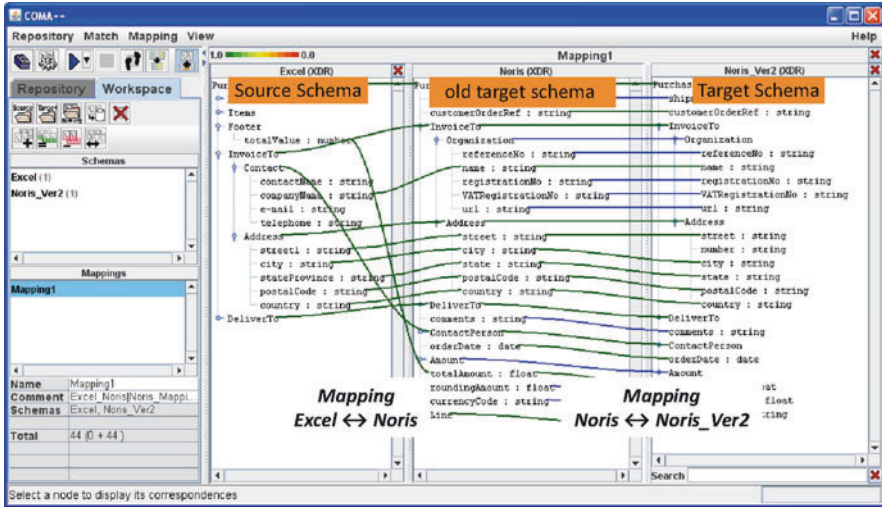 COMA++
Repository Match Mapping View Help
1.0 0.0 Mapping1
Excel (XDR) Noris (XDR) Noris_Ver2 (XDR)
Repository Workspace
Source Target
Schemas
Excel (1)
Noris_Ver2 (1)
Mappings
Mapping1
Name Mapping1
Comment Excel_Noris|Noris_Mappi...
Schemas Excel, Noris_Ver2
Total 44 (0 + 44 )
Source Schema
Items
Footer
totalValue : number
InvoiceTo
Contact
contactName : string
companyName : string
e-mail : string
telephone : string
Address
street1 : string
city : string
stateProvince : string
postalCode : string
country : string
DeliverTo
old target schema
customerOrderRef : string
InvoiceTo
Organization
referenceNo : string
name : string
registrationNo : string
VATRegistrationNo : string
url : string
Address
street : string
city : string
state : string
postalCode : string
country : string
DeliverTo
comments : string
ContactPerson
orderDate : date
Amount
totalAmount : float
roundingAmount : float
currencyCode : string
Line
Target Schema
customerOrderRef : string
InvoiceTo
Organization
referenceNo : string
name : string
registrationNo : string
VATRegistrationNo : string
url : string
Address
street : string
number : string
city : string
state : string
postalCode : string
country : string
DeliverTo
comments : string
ContactPerson
orderDate : date
Amount
float
Mapping
Excel ↔ Noris
Mapping
Noris ↔ Noris_Ver2
Search
Select a node to display its correspondences